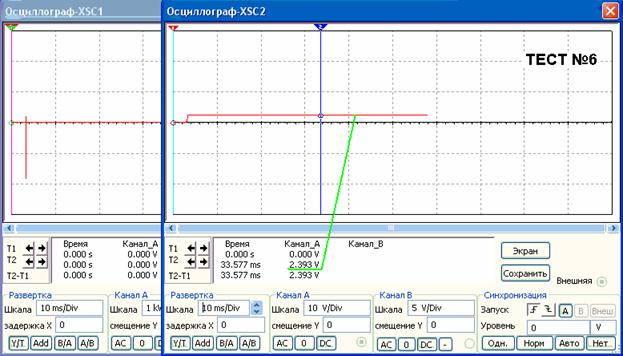 Осциллограф-XSC1
Осциллограф-XSC2
ТЕСТ №6
T1
T2
T2-T1
Время Канал_A
0.000 s 0.000 V
0.000 s 0.000 V
0.000 s 0.000 V
T1
T2
T2-T1
Время Канал_A Канал_B
0.000 s 0.000 V
33.577 ms 2.393 V
33.577 ms 2.393 V
Экран
Сохранить
Внешняя
Развертка
Шкала 10 ms/Div
задержка X 0
Y/T Add B/A A/B
Канал A
Шкала 1 k
смещение Y
AC 0 DC
Развертка
Шкала 10 ms/Div
задержка X 0
Y/T Add B/A A/B
Канал A
Шкала 10 V/Div
смещение Y 0
AC 0 DC
Канал B
Шкала 5 V/Div
смещение Y 0
AC 0 DC -
Синхронизация
Запуск A B Внеш
Уровень 0 V
Одн. Норм Авто Нет